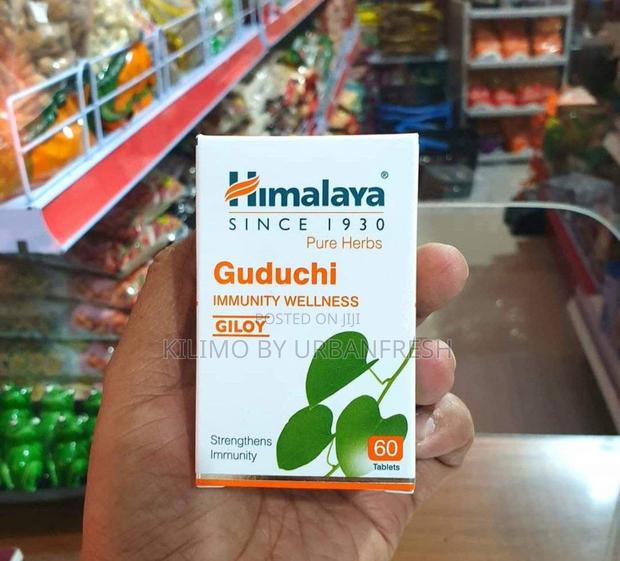 Himalaya®
SINCE 1930
Pure Herbs
Guduchi
IMMUNITY WELLNESS
POSTED ON JIJI
GILOY
KILIMO BY URBANFRESH
Strengthens
Immunity
60
Tablets